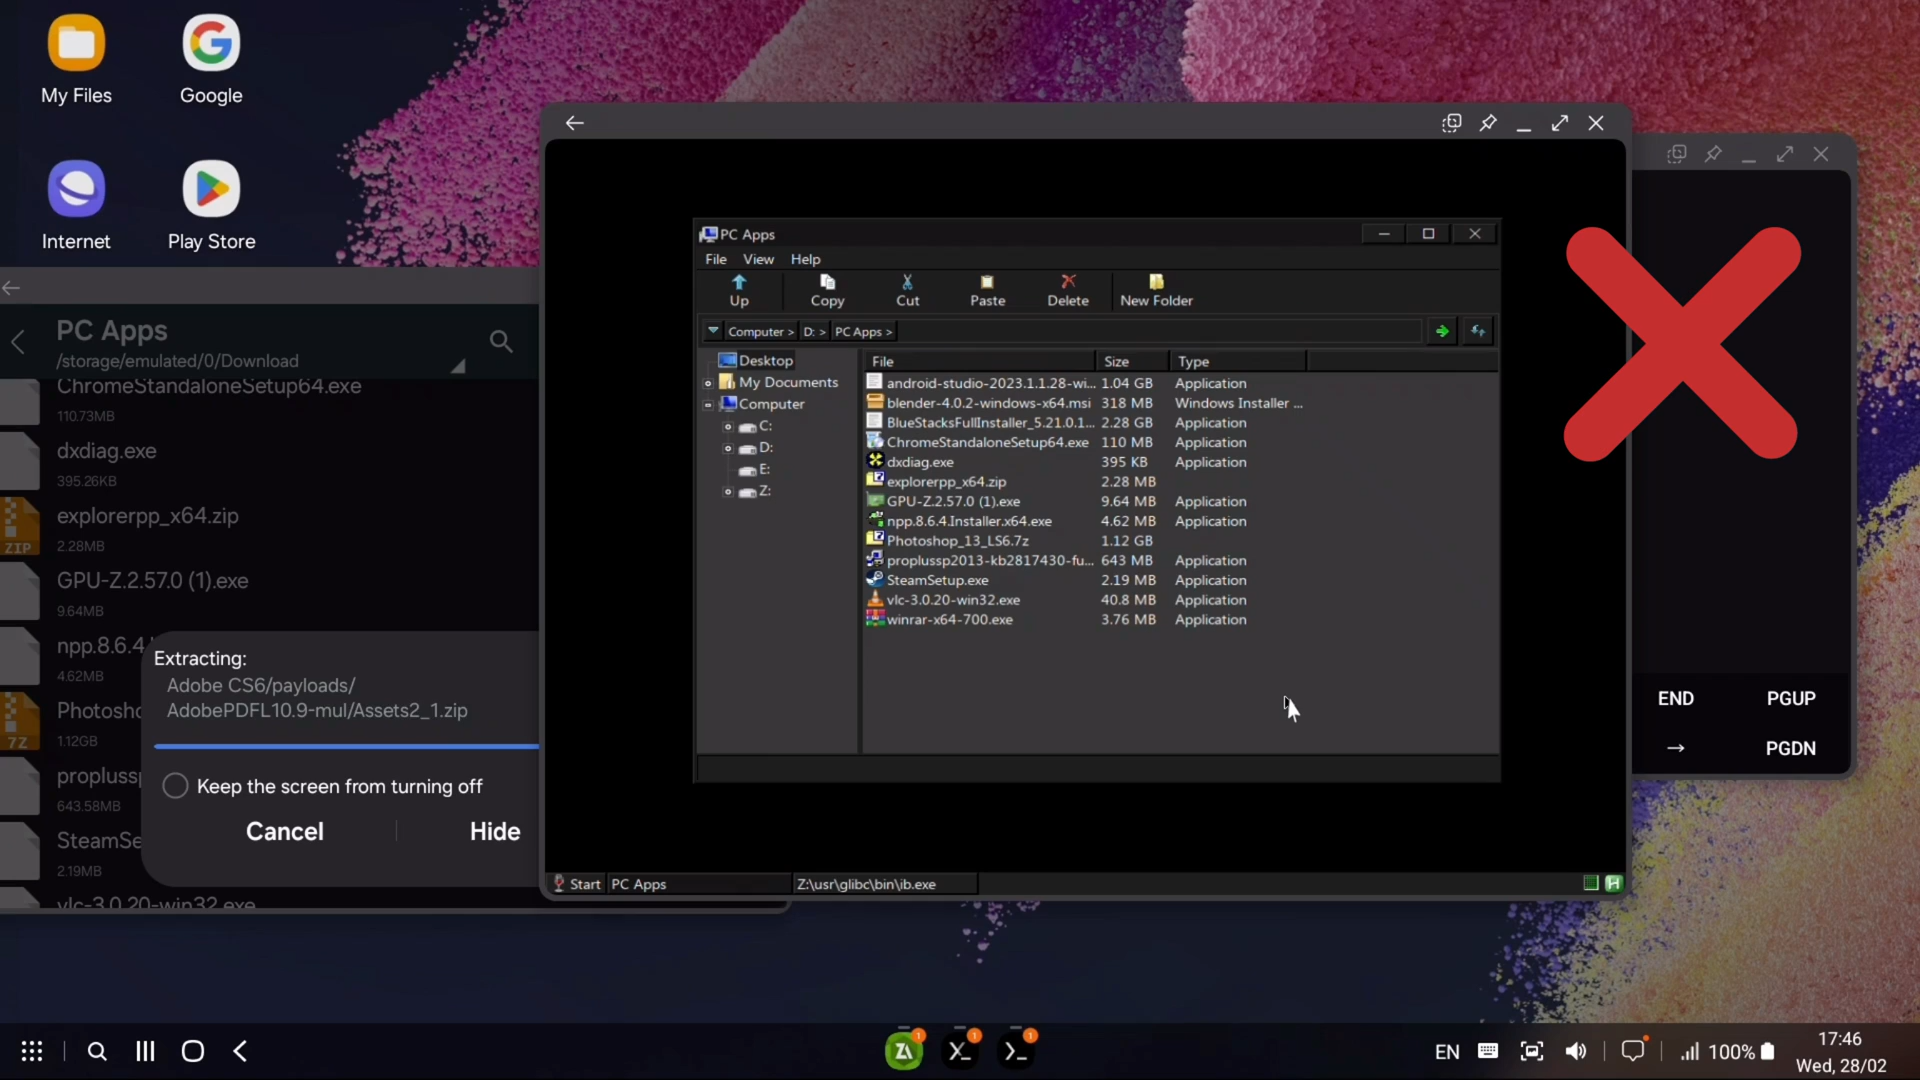 My Files
Google
Internet
Play Store
PC Apps
/storage/emulated/0/Download
ChromeStandaloneSetup64.exe
110.73MB
dxdiag.exe
395.26KB
explorerpp_x64.zip
2.28MB
ZIP
GPU-Z.2.57.0 (1).exe
9.64MB
npp.8.6.4.
4.62MB
Photosh
1.12GB
7Z
proplussp
643.58MB
SteamSe
2.19MB
vlc-3.0.20-win32.exe
Extracting:
Adobe CS6/payloads/
AdobePDFL10.9-mul/Assets2_1.zip
Keep the screen from turning off
Cancel
Hide
PC Apps
File View Help
Up Copy Cut Paste Delete New Folder
Computer > D: > PC Apps >
Desktop
My Documents
Computer
C:
D:
E:
Z:
File Size Type
android-studio-2023.1.1.28-wi... 1.04 GB Application
blender-4.0.2-windows-x64.msi 318 MB Windows Installer ...
BlueStacksFullInstaller_5.21.0.1... 2.28 GB Application
ChromeStandaloneSetup64.exe 110 MB Application
dxdiag.exe 395 KB Application
explorerpp_x64.zip 2.28 MB
GPU-Z.2.57.0 (1).exe 9.64 MB Application
npp.8.6.4.Installer.x64.exe 4.62 MB Application
Photoshop_13_LS6.7z 1.12 GB
proplussp2013-kb2817430-fu... 643 MB Application
SteamSetup.exe 2.19 MB Application
vlc-3.0.20-win32.exe 40.8 MB Application
winrar-x64-700.exe 3.76 MB Application
Start PC Apps Z:\usr\glibc\bin\ib.exe
END PGUP
→ PGDN
EN 100% 17:46
Wed, 28/02